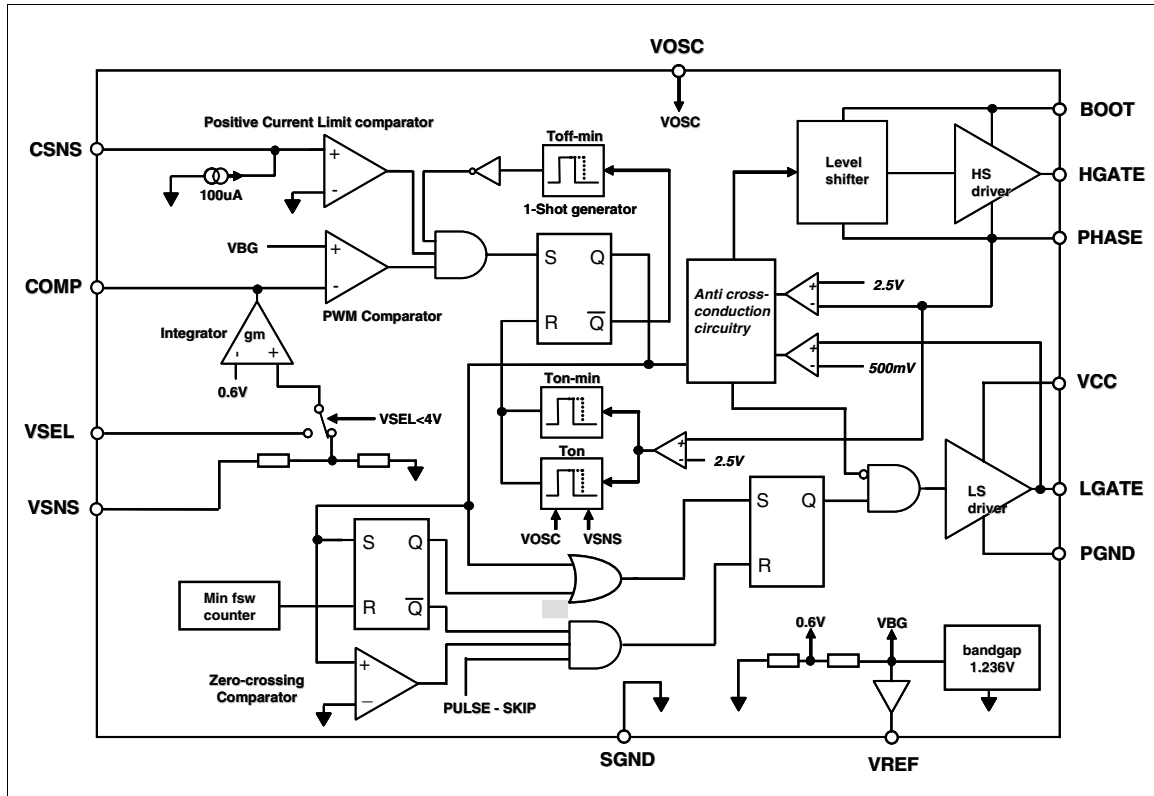 VOSC
VOSC
BOOT
Positive Current Limit comparator
CSNS
Toff-min
Level
shifter
HS
driver
HGATE
100uA
1-Shot generator
PHASE
VBG
S Q
COMP
Anti cross-
conduction
circuitry
2.5V
PWM Comparator
R Q
Integrator
gm
0.6V
500mV
VCC
Ton-min
VSEL<4V
VSEL
2.5V
Ton
VSNS
LGATE
LS
driver
S Q
VOSC VSNS
R
PGND
S Q
Min fsw
counter
R Q
0.6V
VBG
bandgap
1.236V
Zero-crossing
Comparator
PULSE - SKIP
SGND
VREF
+
-
+
-
-
+
+
-
+
-
+
-
+
–